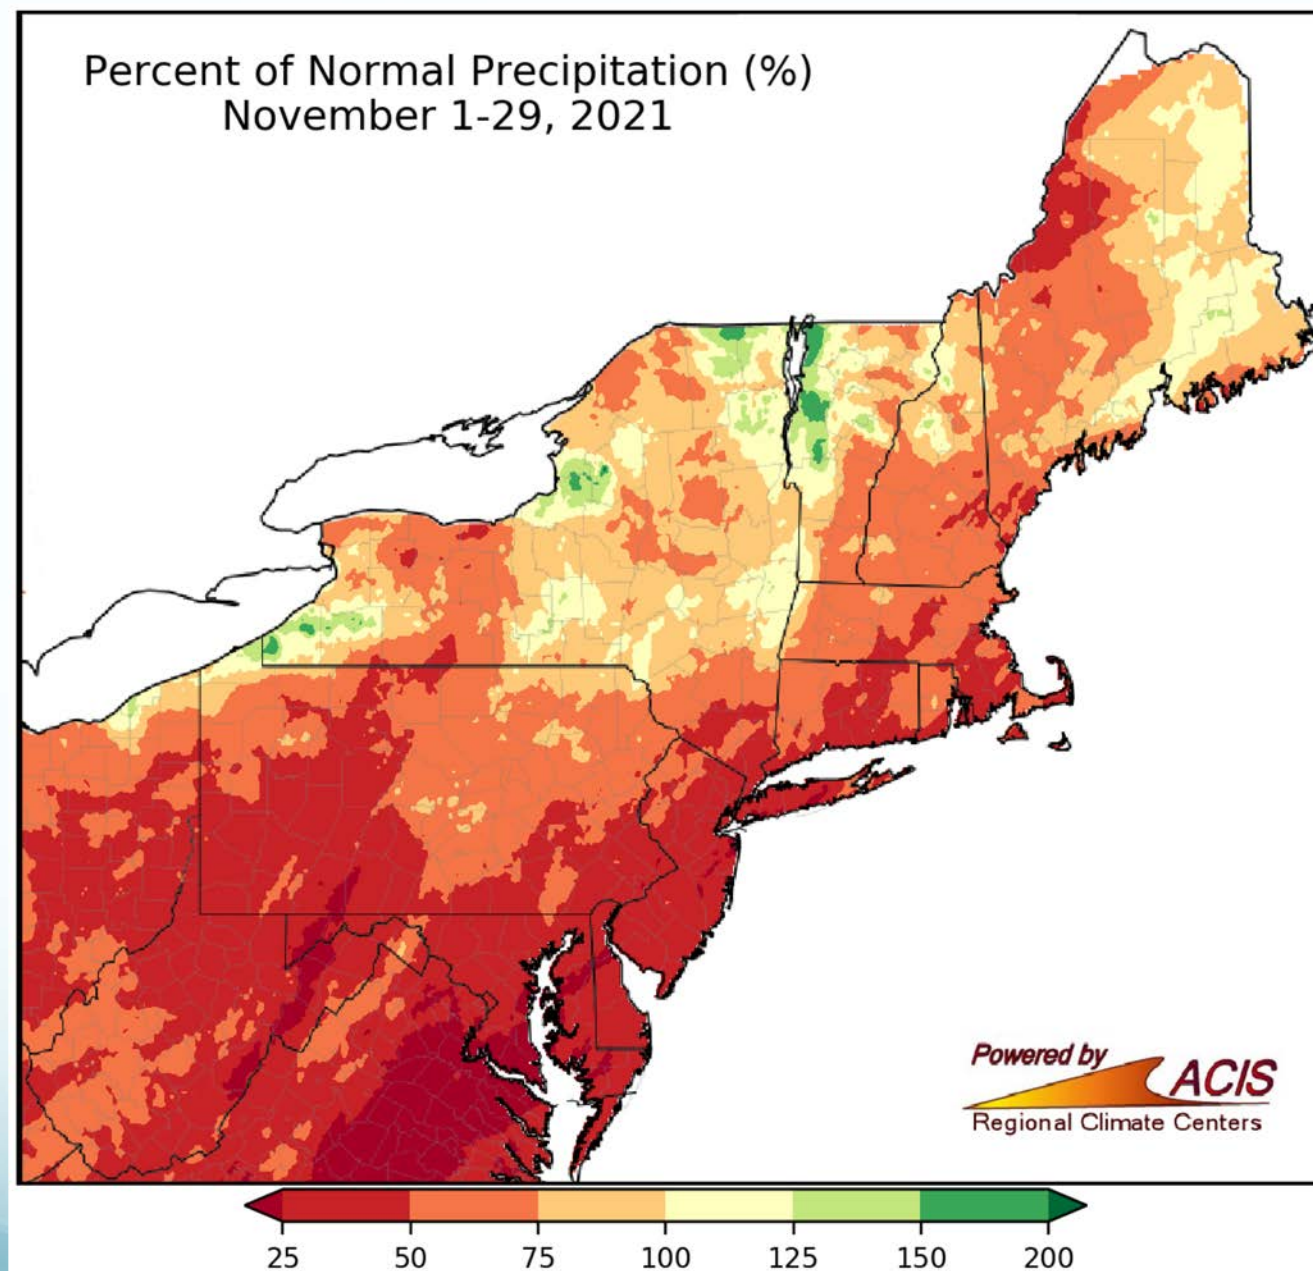 Percent of Normal Precipitation (%)
November 1-29, 2021
Powered by
ACIS
Regional Climate Centers
25 50 75 100 125 150 200